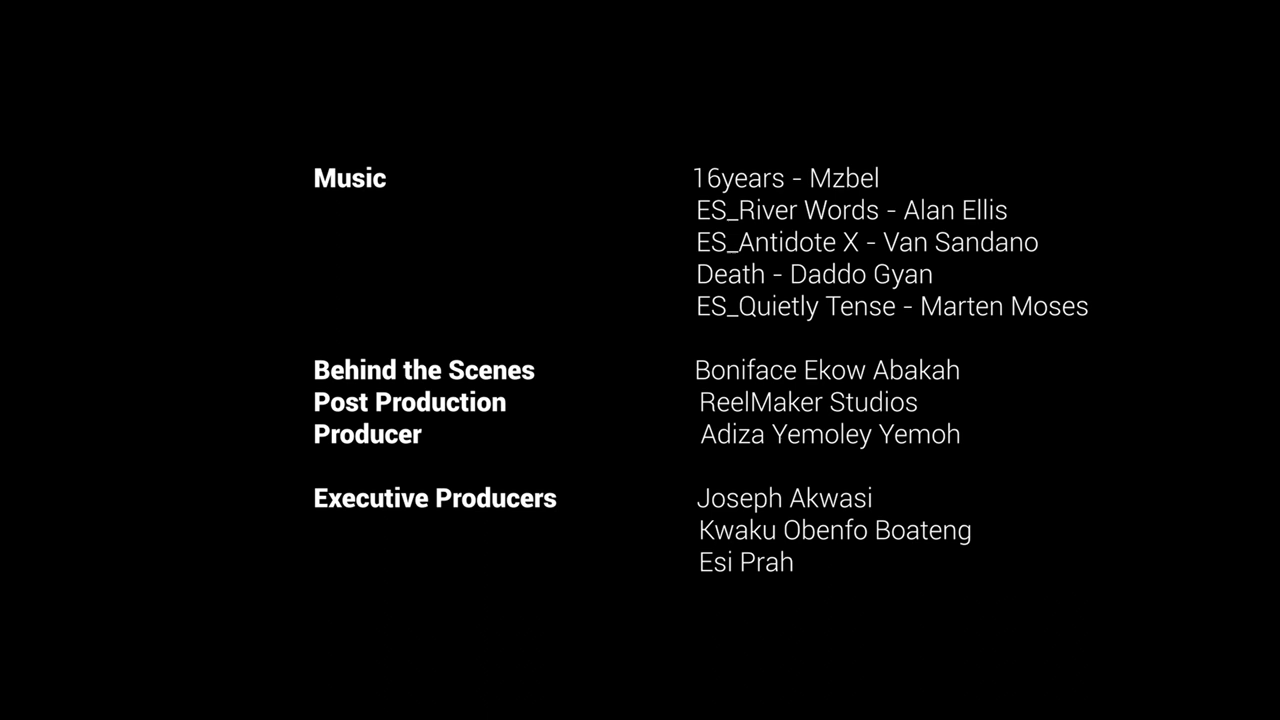 Music 16years - Mzbel
ES_River Words - Alan Ellis
ES_Antidote X - Van Sandano
Death - Daddo Gyan
ES_Quietly Tense - Marten Moses
Behind the Scenes Boniface Ekow Abakah
Post Production ReelMaker Studios
Producer Adiza Yemoley Yemoh
Executive Producers Joseph Akwasi
Kwaku Obenfo Boateng
Esi Prah